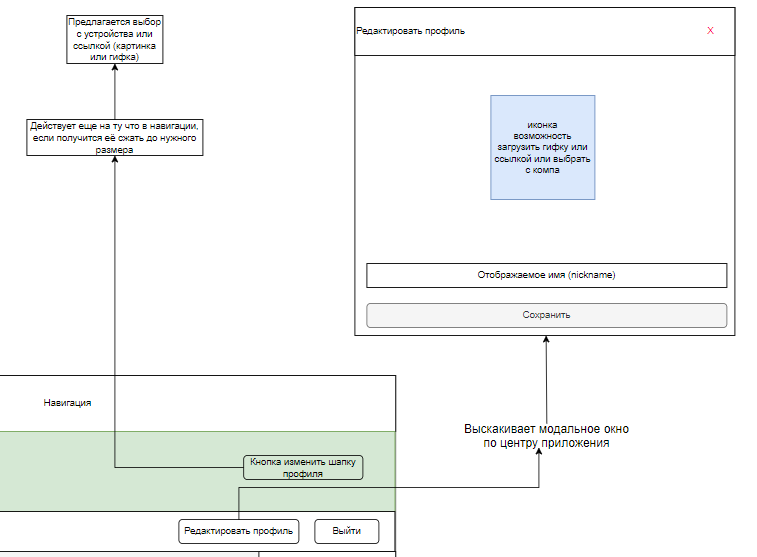 Предлагается выбор
с устройства или
ссылкой (картинка
или гифка)
Действует еще на ту что в навигации,
если получится её сжать до нужного
размера
Редактировать профиль
X
иконка
возможность
загрузить гифку или
ссылкой или выбрать
с компа
Отображаемое имя (nickname)
Сохранить
Навигация
Выскакивает модальное окно
по центру приложения
Кнопка изменить шапку
профиля
Редактировать профиль
Выйти